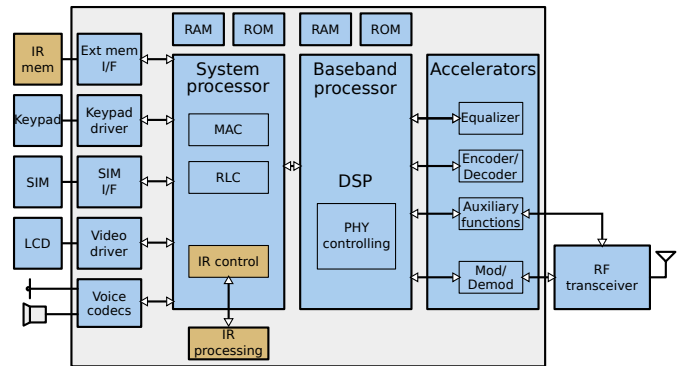 RAM
ROM
RAM
ROM
IR
mem
Ext mem
I/F
System
processor
Baseband
processor
Accelerators
Keypad
Keypad
driver
MAC
Equalizer
SIM
SIM
I/F
RLC
DSP
Encoder/
Decoder
LCD
Video
driver
PHY
controlling
Auxiliary
functions
IR control
Mod/
Demod
RF
transceiver
Voice
codecs
IR
processing